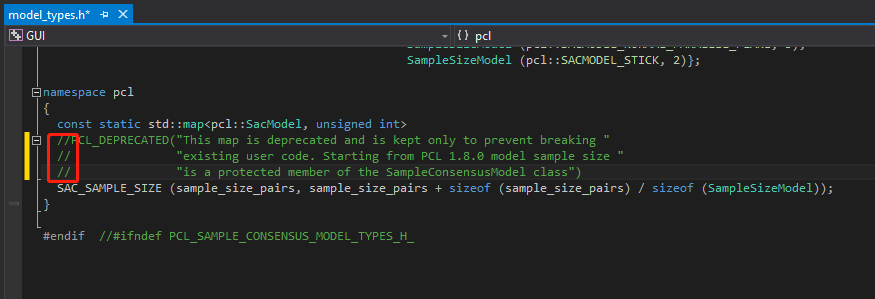 model_types.h*
GUI
{ } pcl
SampleSizeModel (pcl::SACMODEL_STICK, 2)};
namespace pcl
{
const static std::map<pcl::SacModel, unsigned int>
//PCL_DEPRECATED("This map is deprecated and is kept only to prevent breaking "
// "existing user code. Starting from PCL 1.8.0 model sample size "
// "is a protected member of the SampleConsensusModel class")
SAC_SAMPLE_SIZE (sample_size_pairs, sample_size_pairs + sizeof (sample_size_pairs) / sizeof (SampleSizeModel));
}
#endif //#ifndef PCL_SAMPLE_CONSENSUS_MODEL_TYPES_H_